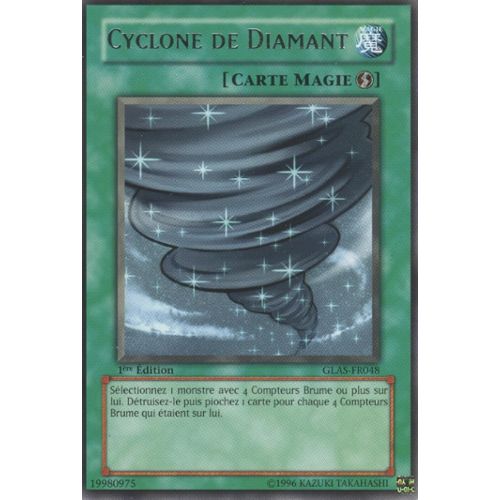 CYCLONE DE DIAMANT
MAGIE
魔
[CARTE MAGIE]
1ère Édition
GLAS-FR048
Sélectionnez 1 monstre avec 4 Compteurs Brume ou plus sur
lui. Détruisez-le puis piochez 1 carte pour chaque 4 Compteurs
Brume qui étaient sur lui.
19980975
©1996 KAZUKI TAKAHASHI